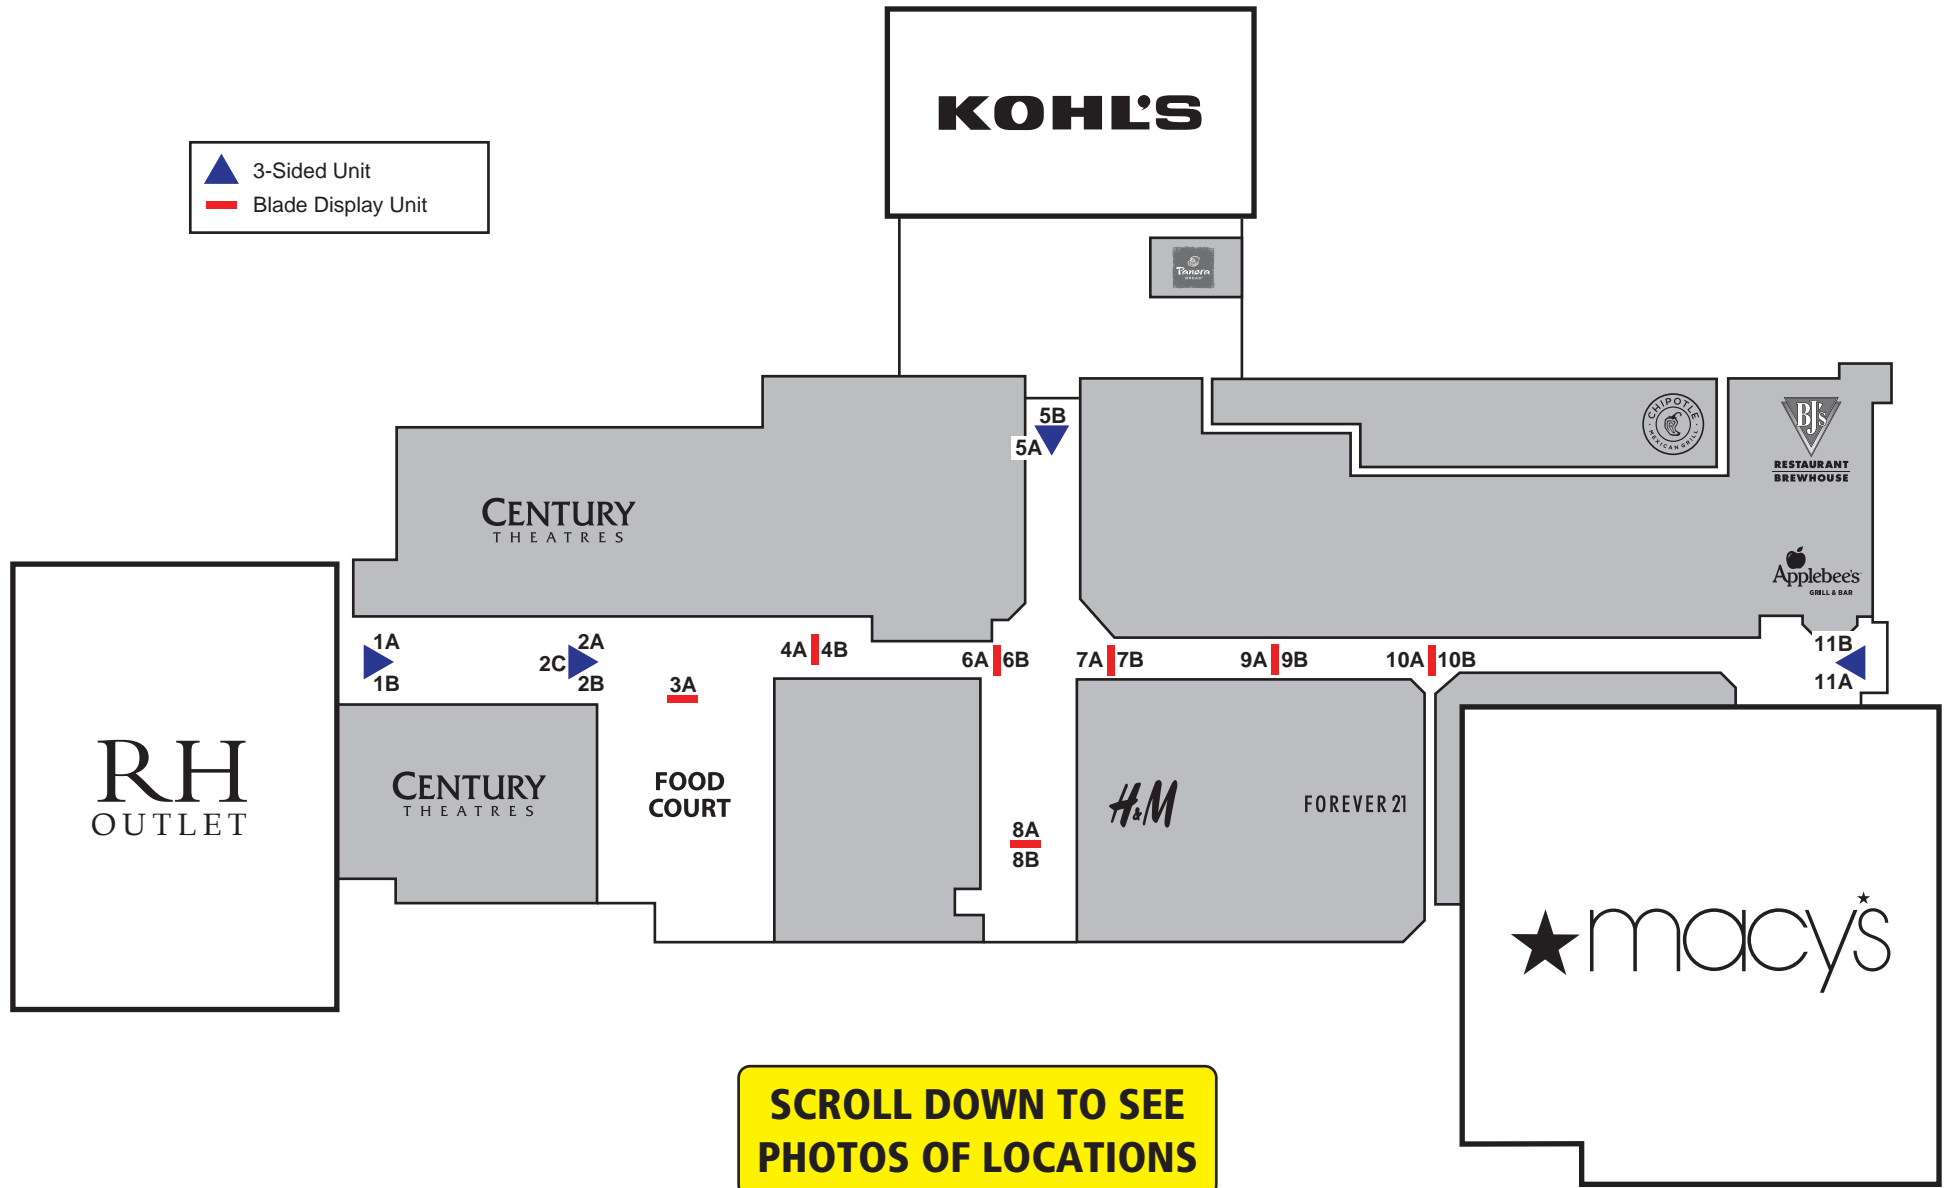 KOHL'S
3-Sided Unit
Blade Display Unit
Panera
BREAD
CHIPOTLE
MEXICAN GRILL
BJ's
RESTAURANT
BREWHOUSE
5B
5A
CENTURY
THEATRES
Applebee's
GRILL & BAR
1A
1B
2A
2C
2B
3A
4A 4B
6A 6B
7A 7B
9A 9B
10A 10B
11B
11A
RH
OUTLET
CENTURY
THEATRES
FOOD
COURT
8A
8B
H&M
FOREVER 21
macy's
SCROLL DOWN TO SEE
PHOTOS OF LOCATIONS